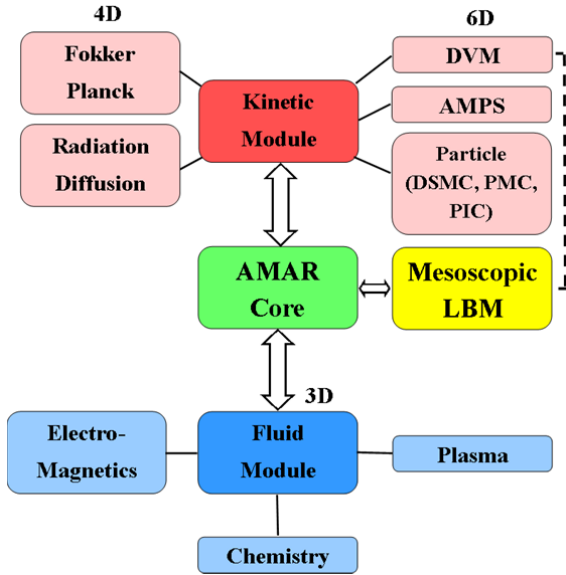 4D
6D
Fokker
Planck
DVM
Kinetic
Module
AMPS
Radiation
Diffusion
Particle
(DSMC, PMC,
PIC)
AMAR
Core
Mesoscopic
LBM
3D
Electro-
Magnetics
Fluid
Module
Plasma
Chemistry